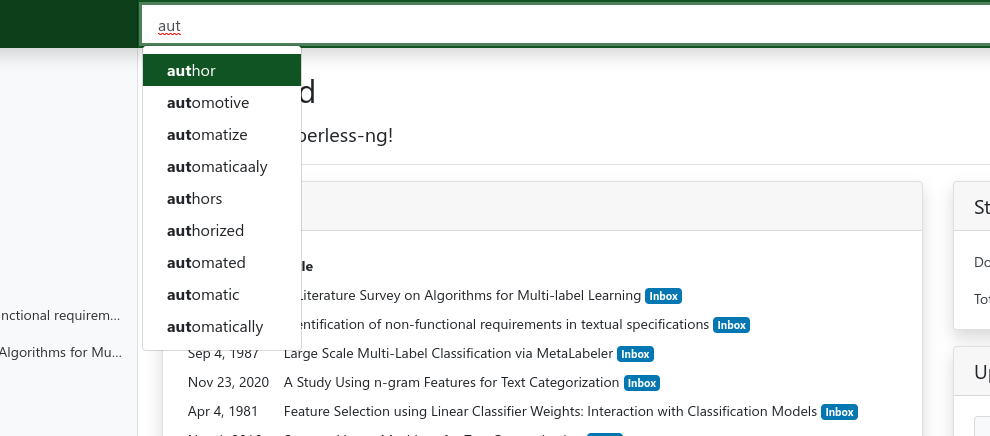 aut
author
automotive
automatize
automaticaaly
authors
authorized
automated
automatic
automatically
d
perless-ng!
St
Do
Tot
Up
nctional requirem...
Algorithms for Mu...
le
Literature Survey on Algorithms for Multi-label Learning Inbox
entification of non-functional requirements in textual specifications Inbox
Sep 4, 1987 Large Scale Multi-Label Classification via MetaLabeler Inbox
Nov 23, 2020 A Study Using n-gram Features for Text Categorization Inbox
Apr 4, 1981 Feature Selection using Linear Classifier Weights: Interaction with Classification Models Inbox